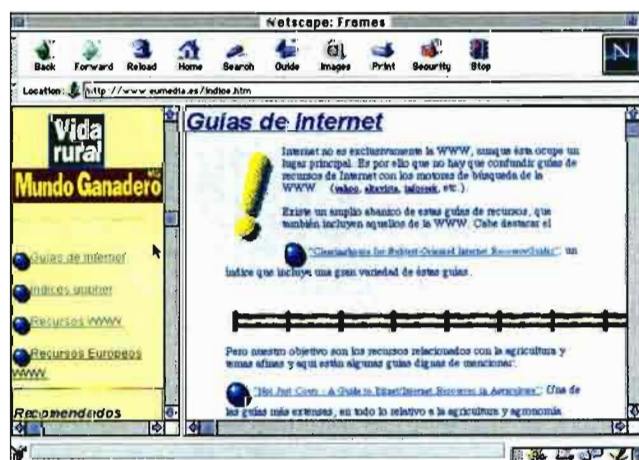 Netscape: Frames
Back Forward Reload Home Search Guide Images Print Security Stop
N
Location: http://www.eumedia.es/indice.htm
Vida
rural
Mundo Ganadero
Guías de internet
Indices gopher
Recursos WWW
Recursos Europeos
WWW
Recomendados
Guías de Internet
Internet no es exclusivamente la WWW, aunque ésta ocupe un
lugar principal. Es por ello que no hay que confundir guías de
recursos de Internet con los motores de búsqueda de la
WWW (yahoo, altavista, infoseek, etc.).
Existe un amplio abanico de estas guías de recursos, que
también incluyen aquellos de la WWW. Cabe destacar el
"Clearinghouse for Subject-Oriented Internet Resource Guides", un
índice que incluye una gran variedad de éstas guías.
Pero nuestro objetivo son los recursos relacionados con la agricultura y
temas afines y aquí están algunas guías dignas de mencionar:
"Not Just Cows - A Guide to Bitnet/Internet Resources in Agriculture". Una de
las guías más extensas, en todo lo relativo a la agricultura y agronomía.